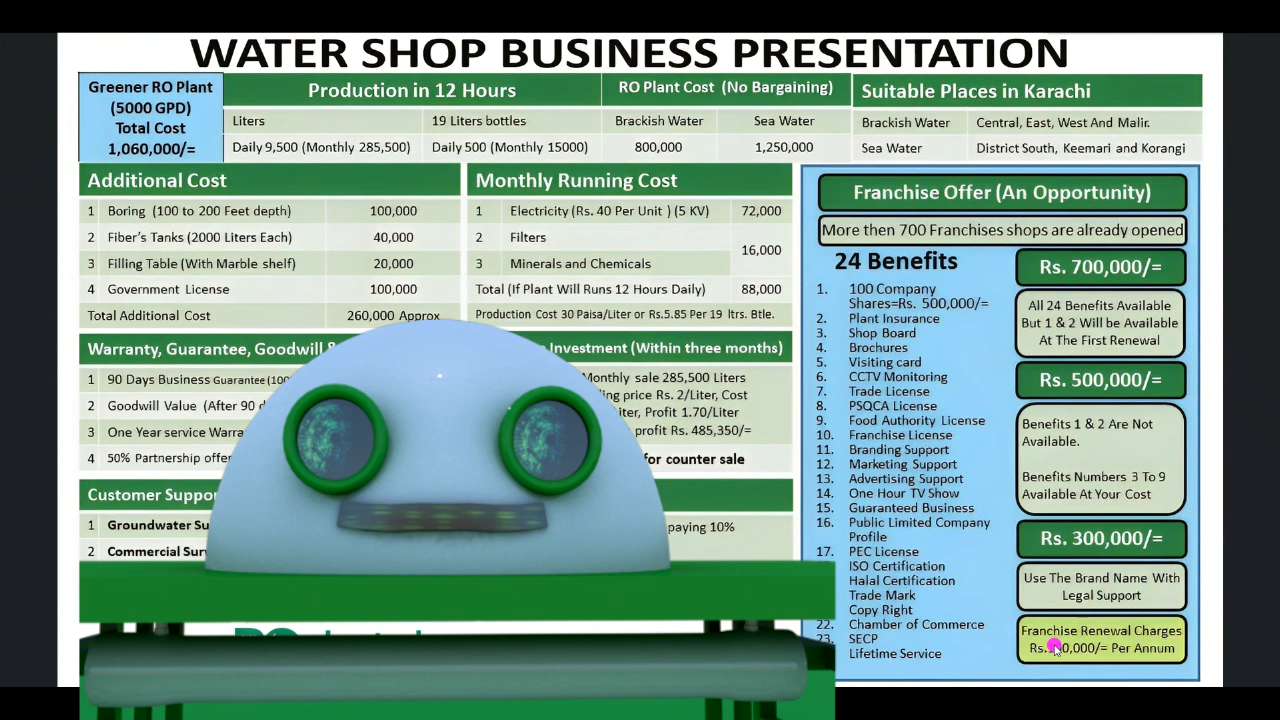 WATER SHOP BUSINESS PRESENTATION
Greener RO Plant
(5000 GPD)
Total Cost
1,060,000/=
Production in 12 Hours
Liters
19 Liters bottles
Daily 9,500 (Monthly 285,500)
Daily 500 (Monthly 15000)
RO Plant Cost (No Bargaining)
Brackish Water
Sea Water
800,000
1,250,000
Suitable Places in Karachi
Brackish Water
Central, East, West And Malir.
Sea Water
District South, Keemari and Korangi
Additional Cost
1 Boring (100 to 200 Feet depth) 100,000
2 Fiber's Tanks (2000 Liters Each) 40,000
3 Filling Table (With Marble shelf) 20,000
4 Government License 100,000
Total Additional Cost 260,000 Approx
Monthly Running Cost
1 Electricity (Rs. 40 Per Unit ) (5 KV) 72,000
2 Filters
16,000
3 Minerals and Chemicals
Total (If Plant Will Runs 12 Hours Daily) 88,000
Production Cost 30 Paisa/Liter or Rs.5.85 Per 19 ltrs. Btle.
Warranty, Guarantee, Goodwill
1 90 Days Business Guarantee
2 Goodwill Value (After 90
3 One Year service
4 50% Partnership
Investment (Within three months)
Monthly sale 285,500 Liters
price Rs. 2/Liter, Cost
Profit 1.70/Liter
profit Rs. 485,350/=
for counter sale
Customer
1 Groundwater
2 Commercial
paying 10%
Franchise Offer (An Opportunity)
More then 700 Franchises shops are already opened
24 Benefits
1. 100 Company
Shares=Rs. 500,000/=
2. Plant Insurance
3. Shop Board
4. Brochures
5. Visiting card
6. CCTV Monitoring
7. Trade License
8. PSQCA License
9. Food Authority License
10. Franchise License
11. Branding Support
12. Marketing Support
13. Advertising Support
14. One Hour TV Show
15. Guaranteed Business
16. Public Limited Company
Profile
17. PEC License
ISO Certification
Halal Certification
Trade Mark
Copy Right
22. Chamber of Commerce
23. SECP
Lifetime Service
Rs. 700,000/=
All 24 Benefits Available
But 1 & 2 Will be Available
At The First Renewal
Rs. 500,000/=
Benefits 1 & 2 Are Not
Available.
Benefits Numbers 3 To 9
Available At Your Cost
Rs. 300,000/=
Use The Brand Name With
Legal Support
Franchise Renewal Charges
Per Annum